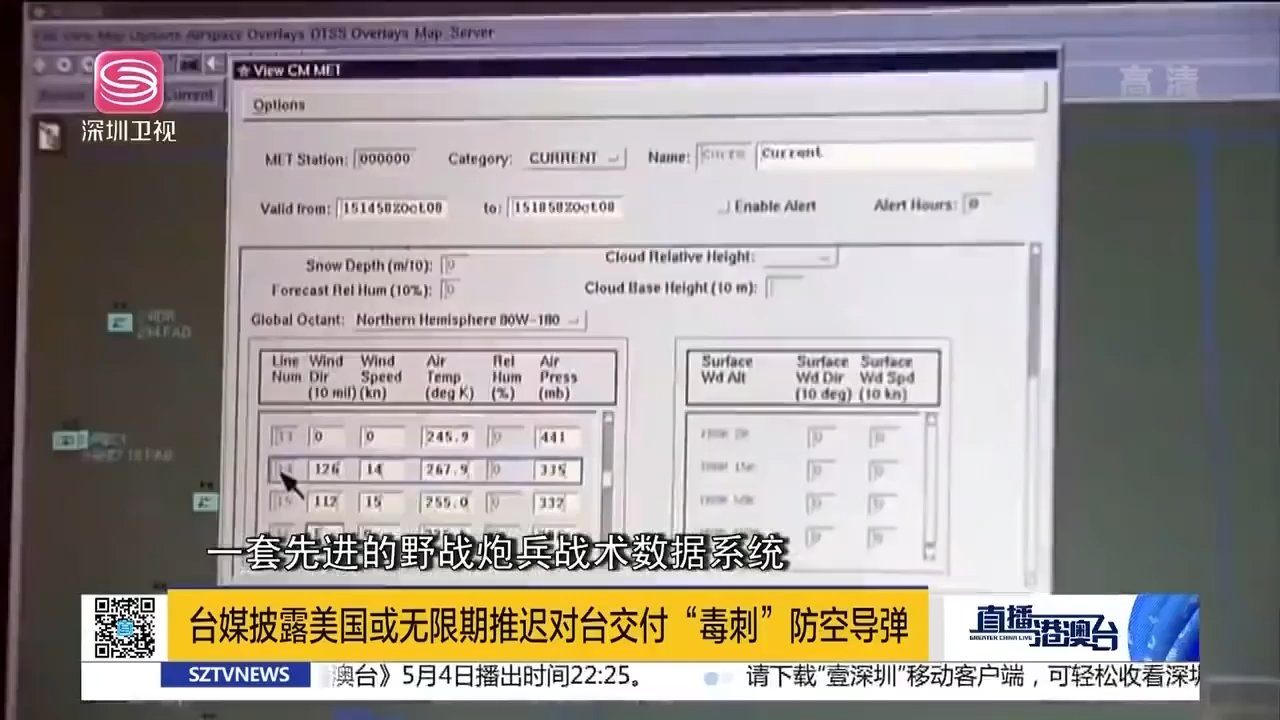 Map Options Airspace Overlays DTSS Overlays Map Server
View CM MET
高清
Options
深圳卫视
MET Station: 000000 Category: CURRENT Name: Current
Valid from: 151458ZOct08 to: 151858ZOct08 Enable Alert Alert Hours: 0
Snow Depth (m/10): 0 Cloud Relative Height:
Forecast Rel Hum (10%): 0 Cloud Base Height (10 m):
Global Octant: Northern Hemisphere 80W-180
Line Num Wind Dir (10 mil) Wind Speed (kn) Air Temp (deg K) Rel Hum (%) Air Press (mb)
Surface Wd Alt Surface Wd Dir (10 deg) Surface Wd Spd (10 kn)
13 0 0 245.9 0 441
14 126 14 267.9 0 335
15 112 15 255.0 0 332
一套先进的野战炮兵战术数据系统
台媒披露美国或无限期推迟对台交付“毒刺”防空导弹
直播港澳台
GREATER CHINA LIVE
SZTVNEWS
澳台》5月4日播出时间22:25。 请下载“壹深圳”移动客户端，可轻松收看深圳